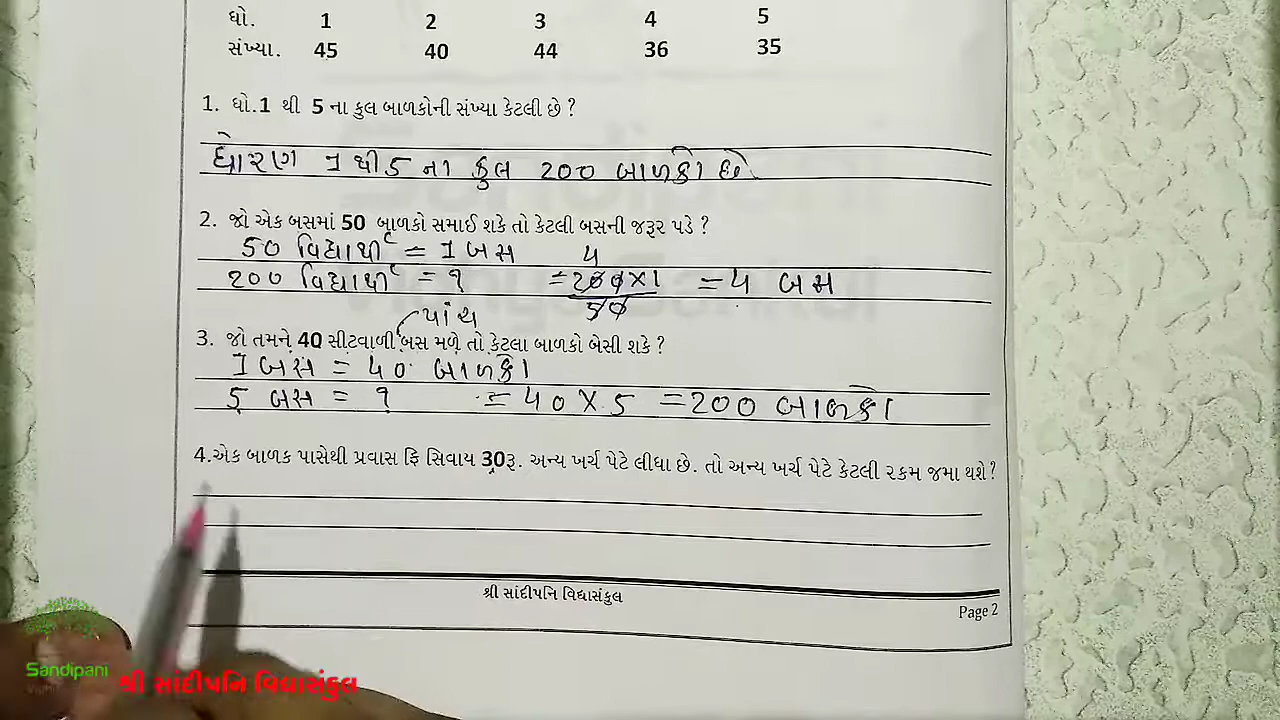 ધો. 1 2 3 4 5
સંખ્યા. 45 40 44 36 35
1. ધો.1 થી 5 ના કુલ બાળકોની સંખ્યા કેટલી છે ?
ધોરણ 1 થી 5 ના કુલ 200 બાળકો છે.
2. જો એક બસમાં 50 બાળકો સમાઈ શકે તો કેટલી બસની જરૂર પડે ?
50 વિદ્યાર્થી = 1 બસ 4
200 વિદ્યાર્થી = ? = 200 × 1 = 4 બસ
50
પાંચ
3. જો તમને 40 સીટવાળી બસ મળે તો કેટલા બાળકો બેસી શકે ?
1 બસ = 40 બાળકો
5 બસ = ? = 40 × 5 = 200 બાળકો
4.એક બાળક પાસેથી પ્રવાસ ફિ સિવાય 30રૂ. અન્ય ખર્ચ પેટે લીધા છે. તો અન્ય ખર્ચ પેટે કેટલી રકમ જમા થશે ?
શ્રી સાંદીપનિ વિદ્યાસંકુલ
Page 2
Sandipani
શ્રી સાંદીપનિ વિદ્યાસંકુલ